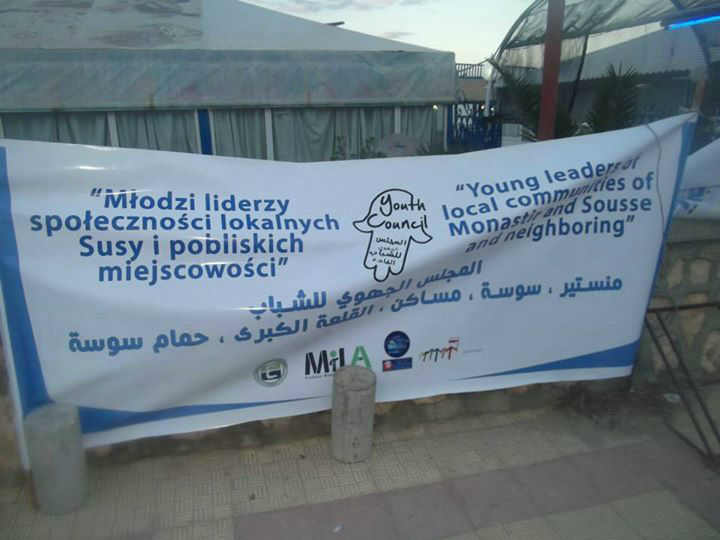 "Młodzi liderzy
społeczności lokalnych
Susy i pobliskich
miejscowości"
Youth
Council
المجلس
للشباب
"Young leaders of
local communities of
Monastir and Sousse
and neighboring"
المجلس الجهوي للشباب
منستير ، سوسة ، مساكن ، القلعة الكبرى ، حمام سوسة
MiLA